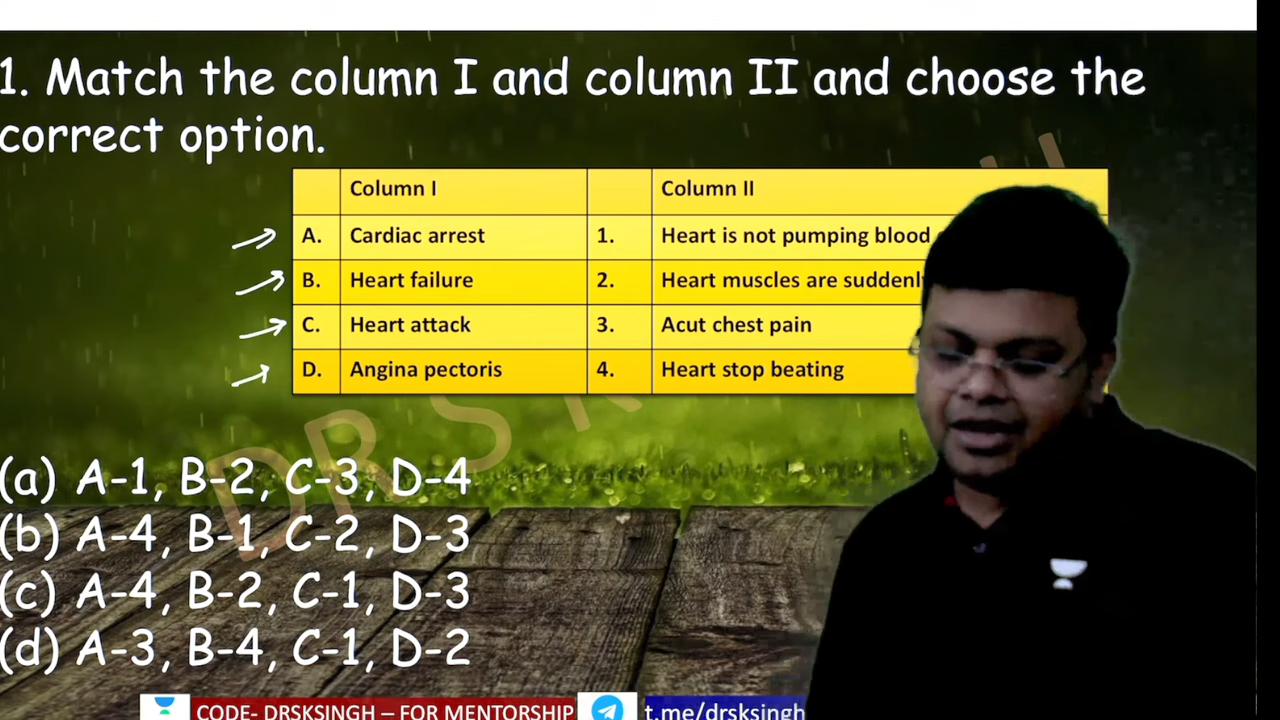 1. Match the column I and column II and choose the
correct option.
Column I Column II
A. Cardiac arrest 1. Heart is not pumping blood
B. Heart failure 2. Heart muscles are
C. Heart attack 3. Acut chest pain
D. Angina pectoris 4. Heart stop beating
DR S K
(a) A-1, B-2, C-3, D-4
(b) A-4, B-1, C-2, D-3
(c) A-4, B-2, C-1, D-3
(d) A-3, B-4, C-1, D-2
CODE- DRSKSINGH – FOR MENTORSHIP t.me/drsksingh